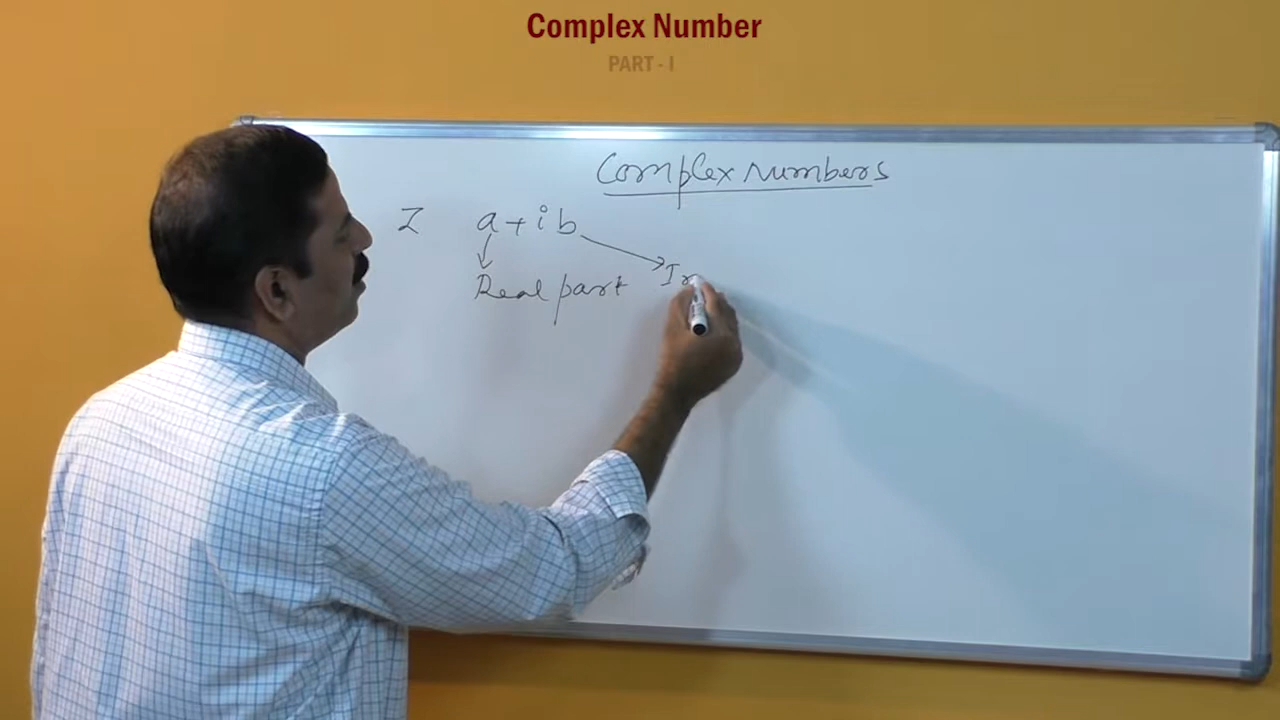 Complex Number
PART - I
Complex Numbers
Z a + i b
Real part